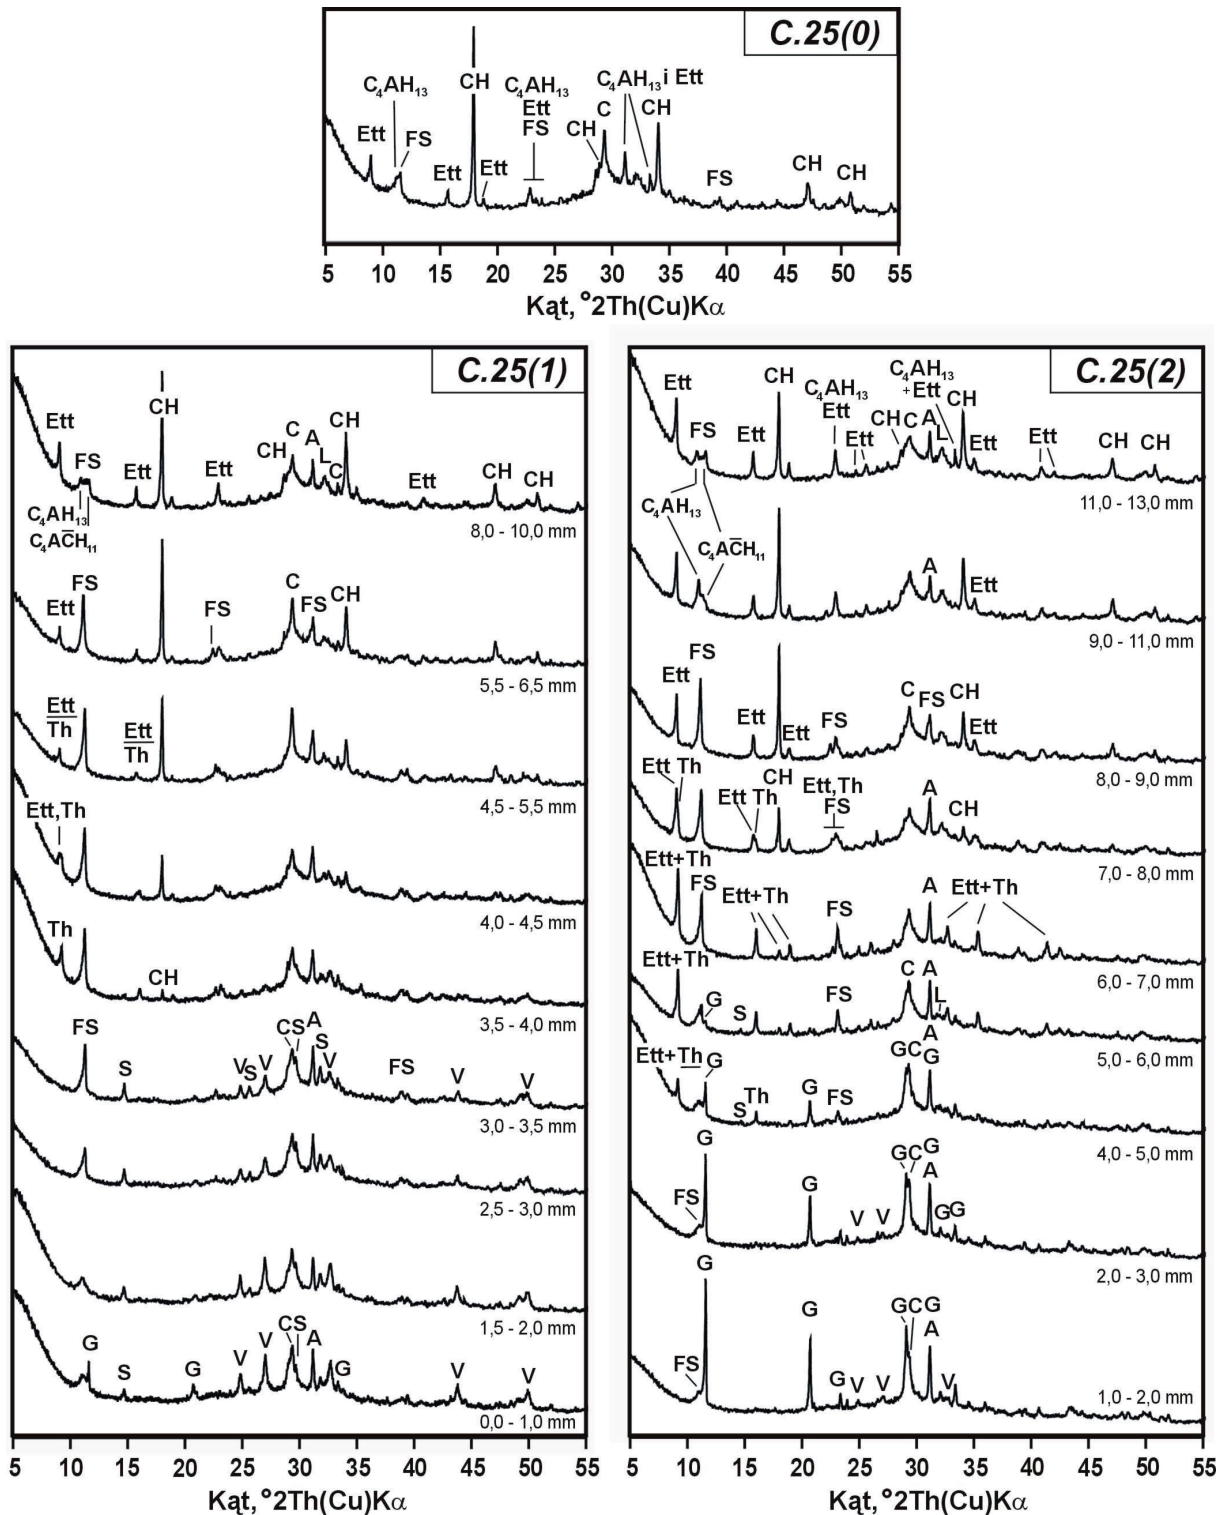 C.25(0)
C₄AH₁₃
CH
C₄AH₁₃
Ett
FS
C₄AH₁₃ i Ett
C
CH
Ett
FS
CH
Ett
Ett
FS
CH
CH
5 10 15 20 25 30 35 40 45 50 55
Kąt, °2Th(Cu)Kα
C.25(1)
Ett
FS
Ett
CH
Ett
CH
C
A
L
C
CH
Ett
CH
CH
C₄AH₁₃
C₄AC̅H₁₁
8,0 - 10,0 mm
Ett
FS
FS
C
FS
CH
5,5 - 6,5 mm
Ett
Th
Ett
Th
4,5 - 5,5 mm
Ett,Th
4,0 - 4,5 mm
Th
CH
3,5 - 4,0 mm
FS
S
V
S
V
CS
A
S
V
FS
V
V
3,0 - 3,5 mm
2,5 - 3,0 mm
1,5 - 2,0 mm
G
S
G
V
V
CS
A
G
V
V
0,0 - 1,0 mm
5 10 15 20 25 30 35 40 45 50 55
Kąt, °2Th(Cu)Kα
C.25(2)
Ett
FS
Ett
CH
C₄AH₁₃
Ett
Ett
CH
C
A
L
C₄AH₁₃
+Ett
CH
Ett
Ett
CH
CH
11,0 - 13,0 mm
C₄AH₁₃
C₄AC̅H₁₁
A
Ett
9,0 - 11,0 mm
Ett
FS
Ett
Ett
FS
C
FS
CH
Ett
8,0 - 9,0 mm
Ett Th
Ett Th
CH
Ett,Th
FS
A
CH
7,0 - 8,0 mm
Ett+Th
FS
Ett+Th
FS
A
Ett+Th
6,0 - 7,0 mm
Ett+Th
G
S
FS
C
A
L
5,0 - 6,0 mm
Ett+Th
G
S
Th
G
FS
GC
A
G
4,0 - 5,0 mm
FS
G
G
V
V
GC
G
A
G
G
2,0 - 3,0 mm
FS
G
G
G
V
V
GC
G
A
V
1,0 - 2,0 mm
5 10 15 20 25 30 35 40 45 50 55
Kąt, °2Th(Cu)Kα